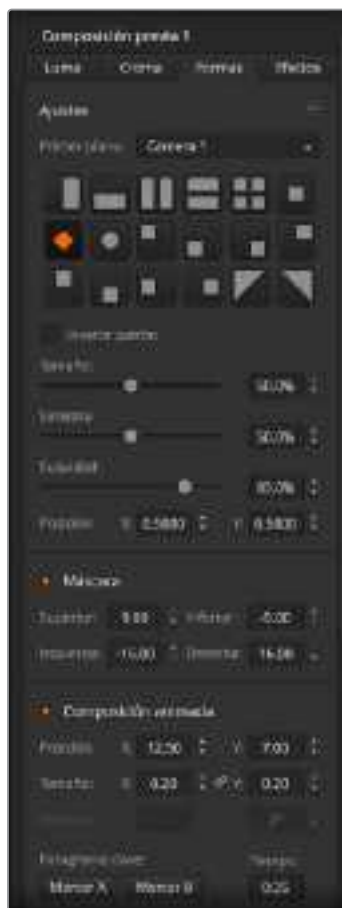 Composición previa 1
Luma Croma Formas Efectos
Ajustes
Primer plano: Cámara 1
Invertir patrón
Tamaño: 50.0%
Simetría: 50.0%
Suavidad: 80.0%
Posición: X: 0.5000 Y: 0.5000
Máscara
Superior: 9.00 Inferior: -9.00
Izquierda: -16.00 Derecha: 16.00
Composición animada
Posición: X: 12.50 Y: 7.00
Tamaño: X: 0.20 Y: 0.20
Fotograma clave: Tiempo:
Marcar A Marcar B 0:25